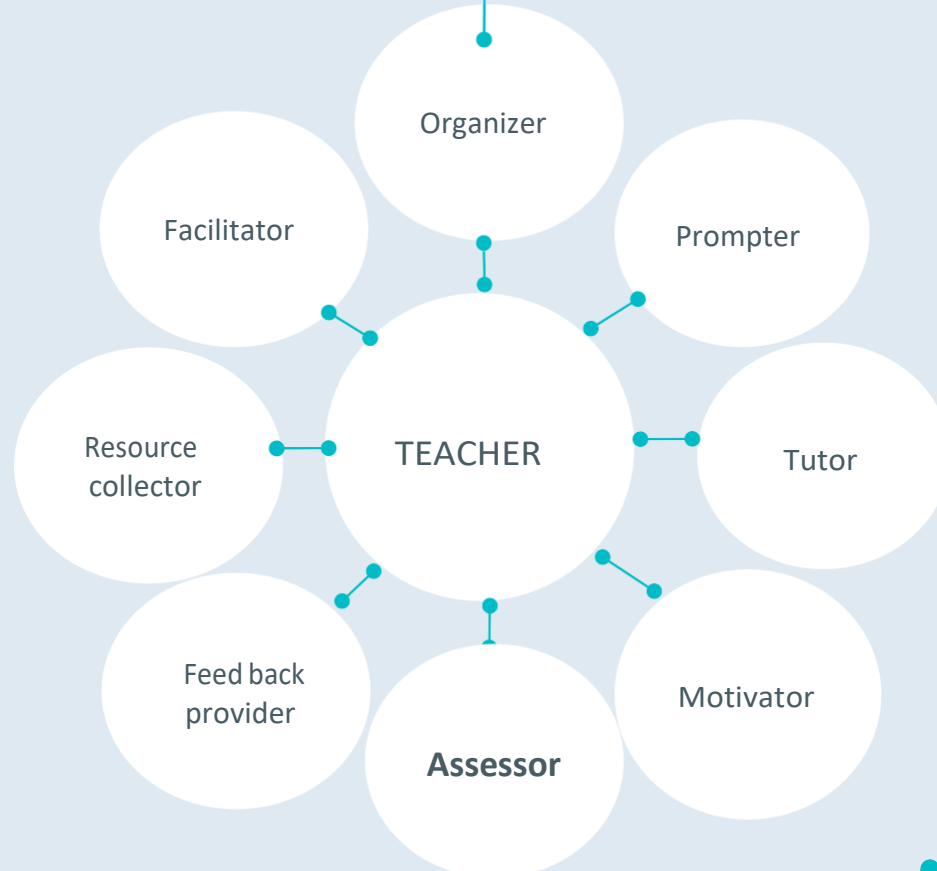 Organizer
Facilitator
Prompter
Resource
collector
TEACHER
Tutor
Feed back
provider
Motivator
Assessor